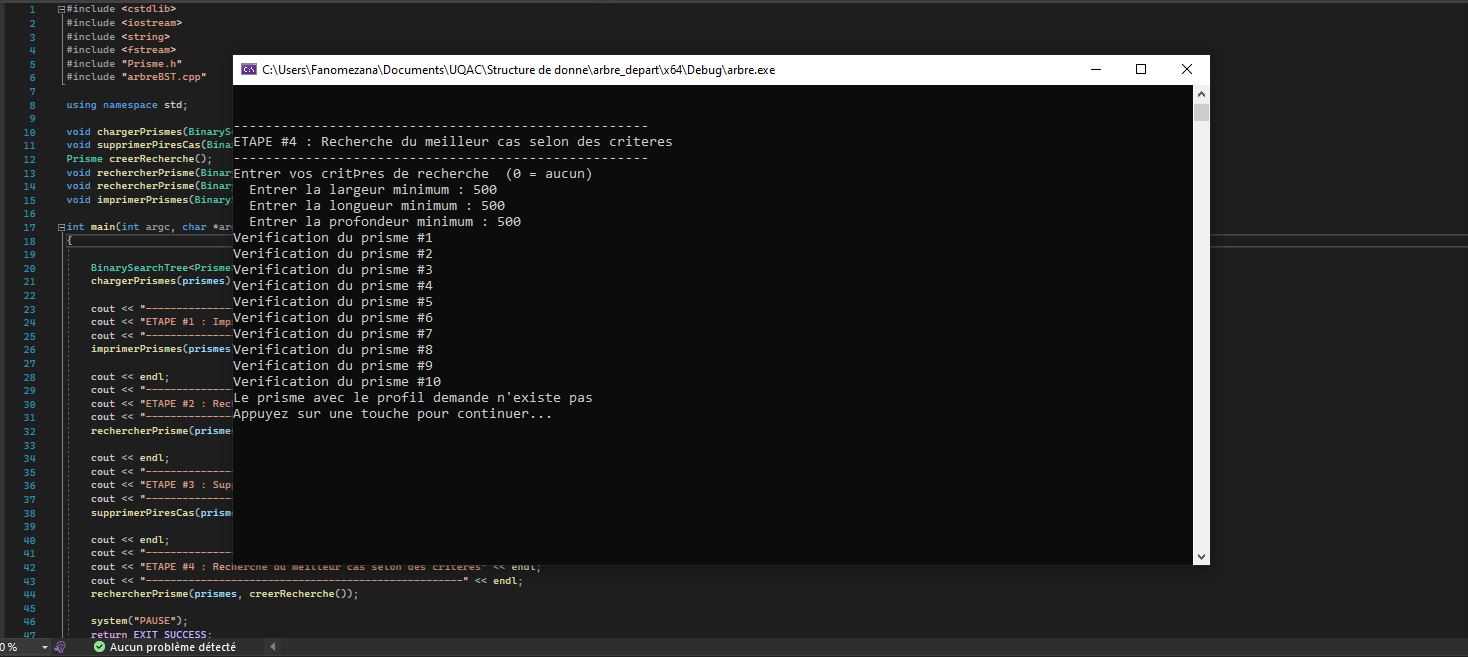 1 #include <cstdlib>
2 #include <iostream>
3 #include <string>
4 #include <fstream>
5 #include "Prisme.h"
6 #include "arbreBST.cpp"
7
8 using namespace std;
9
10 void chargerPrismes(BinaryS
11 void supprimerPiresCas(Bina
12 Prisme creerRecherche();
13 void rechercherPrisme(Binar
14 void rechercherPrisme(Binar
15 void imprimerPrismes(Binary
16
17 int main(int argc, char *ar
18 {
19
20 BinarySearchTree<Prisme
21 chargerPrismes(prismes)
22
23 cout << "--------------
24 cout << "ETAPE #1 : Imp
25 cout << "--------------
26 imprimerPrismes(prismes
27
28 cout << endl;
29 cout << "--------------
30 cout << "ETAPE #2 : Rec
31 cout << "--------------
32 rechercherPrisme(prisme
33
34 cout << endl;
35 cout << "--------------
36 cout << "ETAPE #3 : Sup
37 cout << "--------------
38 supprimerPiresCas(prism
39
40 cout << endl;
41 cout << "--------------
42 cout << "ETAPE #4 : Recherche du meilleur cas selon des criteres" << endl;
43 cout << "----------------------------------------------------" << endl;
44 rechercherPrisme(prismes, creerRecherche());
45
46 system("PAUSE");
47 return EXIT_SUCCESS;
0 %
Aucun problème détecté
C:\Users\Fanomezana\Documents\UQAC\Structure de donne\arbre_depart\x64\Debug\arbre.exe
----------------------------------------------------
ETAPE #4 : Recherche du meilleur cas selon des criteres
----------------------------------------------------
Entrer vos critÞres de recherche  (0 = aucun)
  Entrer la largeur minimum : 500
  Entrer la longueur minimum : 500
  Entrer la profondeur minimum : 500
Verification du prisme #1
Verification du prisme #2
Verification du prisme #3
Verification du prisme #4
Verification du prisme #5
Verification du prisme #6
Verification du prisme #7
Verification du prisme #8
Verification du prisme #9
Verification du prisme #10
Le prisme avec le profil demande n'existe pas
Appuyez sur une touche pour continuer...